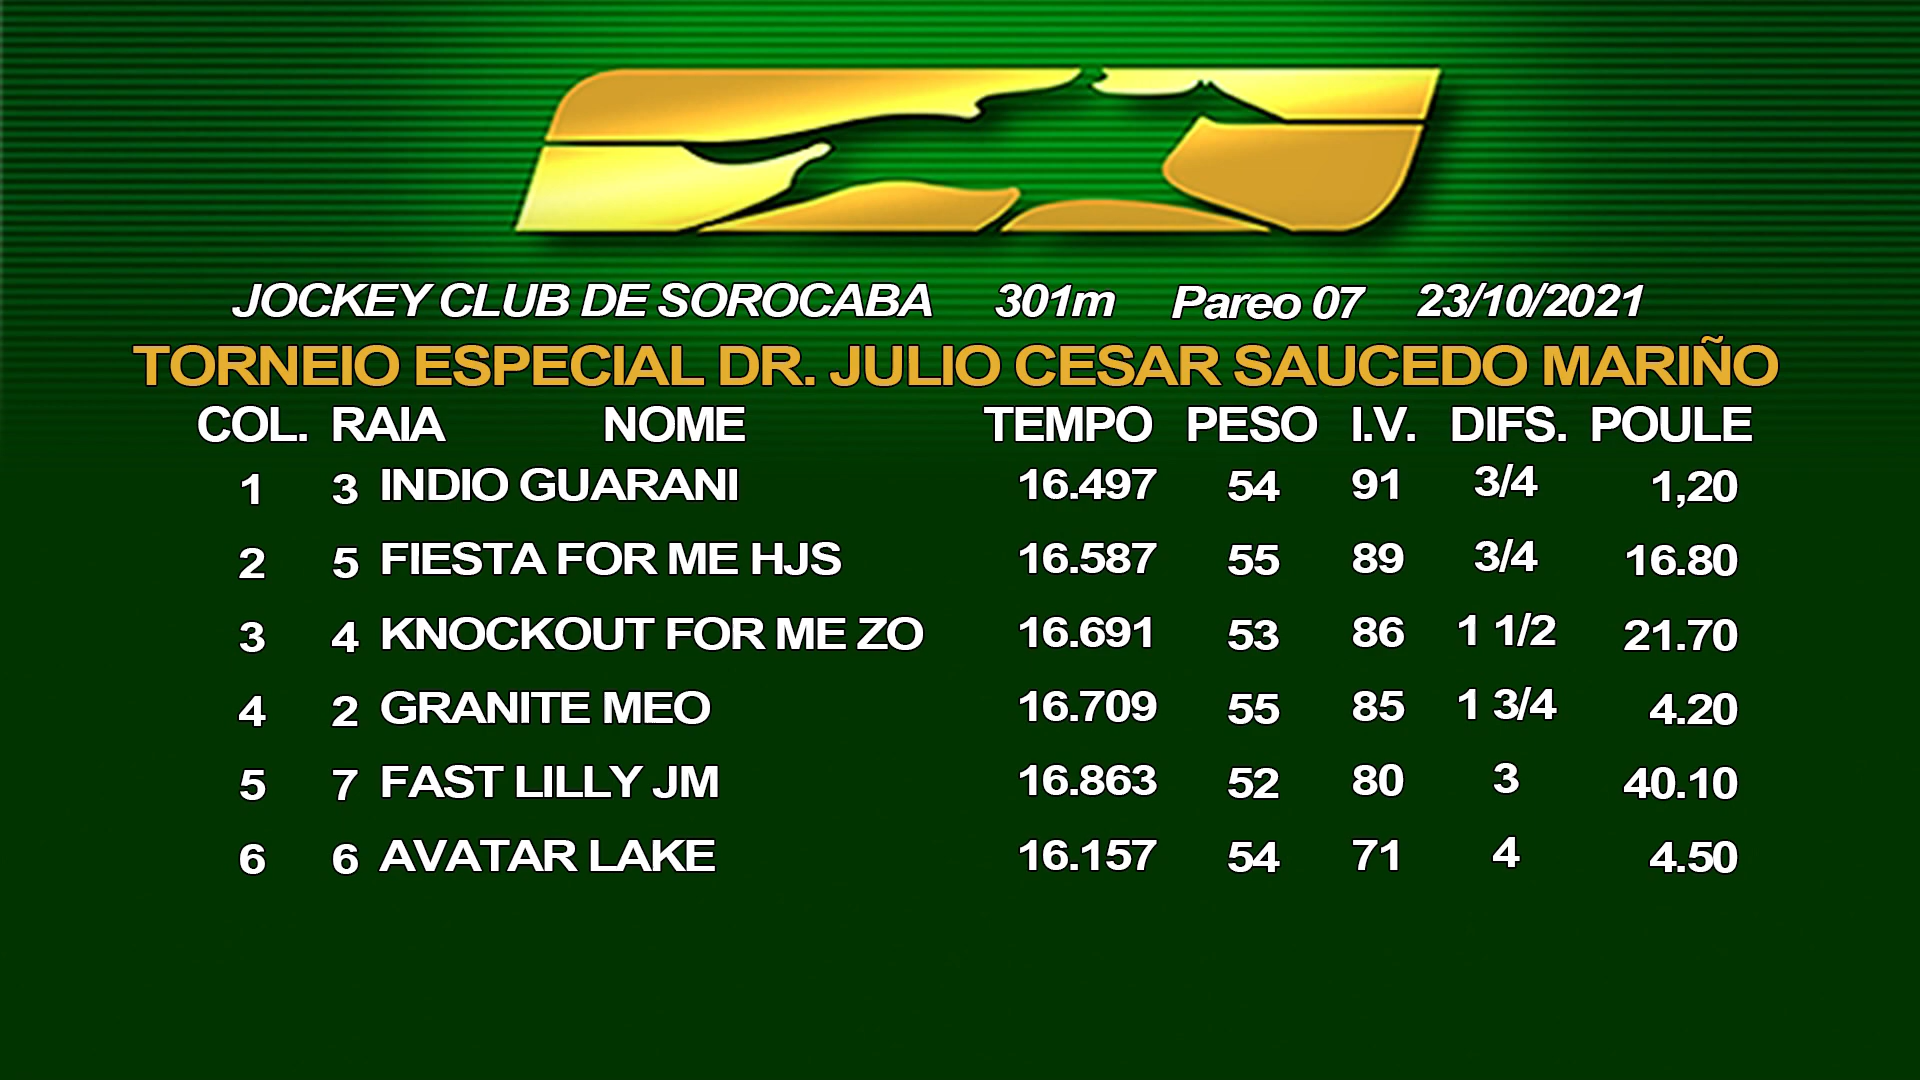 JOCKEY CLUB DE SOROCABA 301m Pareo 07 23/10/2021
TORNEIO ESPECIAL DR. JULIO CESAR SAUCEDO MARIÑO
COL. RAIA NOME TEMPO PESO I.V. DIFS. POULE
1 3 INDIO GUARANI 16.497 54 91 3/4 1,20
2 5 FIESTA FOR ME HJS 16.587 55 89 3/4 16.80
3 4 KNOCKOUT FOR ME ZO 16.691 53 86 1 1/2 21.70
4 2 GRANITE MEO 16.709 55 85 1 3/4 4.20
5 7 FAST LILLY JM 16.863 52 80 3 40.10
6 6 AVATAR LAKE 16.157 54 71 4 4.50